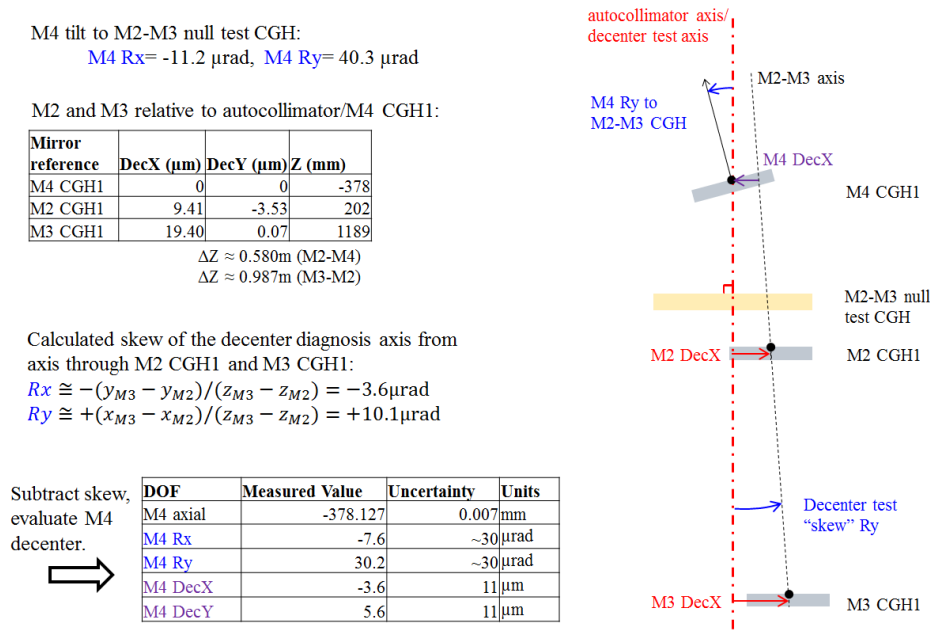 M4 tilt to M2-M3 null test CGH:
M4 Rx= -11.2 µrad, M4 Ry= 40.3 µrad
M2 and M3 relative to autocollimator/M4 CGH1:
Mirror reference DecX (µm) DecY (µm) Z (mm)
M4 CGH1 0 0 -378
M2 CGH1 9.41 -3.53 202
M3 CGH1 19.40 0.07 1189
ΔZ ≈ 0.580m (M2-M4)
ΔZ ≈ 0.987m (M3-M2)
Calculated skew of the decenter diagnosis axis from
axis through M2 CGH1 and M3 CGH1:
Rx ≅ −(y_M3 − y_M2)/(z_M3 − z_M2) = −3.6µrad
Ry ≅ +(x_M3 − x_M2)/(z_M3 − z_M2) = +10.1µrad
Subtract skew,
evaluate M4
decenter.
DOF Measured Value Uncertainty Units
M4 axial -378.127 0.007 mm
M4 Rx -7.6 ~30 µrad
M4 Ry 30.2 ~30 µrad
M4 DecX -3.6 11 µm
M4 DecY 5.6 11 µm
autocollimator axis/
decenter test axis
M2-M3 axis
M4 Ry to
M2-M3 CGH
M4 DecX
M4 CGH1
M2-M3 null
test CGH
M2 DecX
M2 CGH1
Decenter test
“skew” Ry
M3 DecX
M3 CGH1